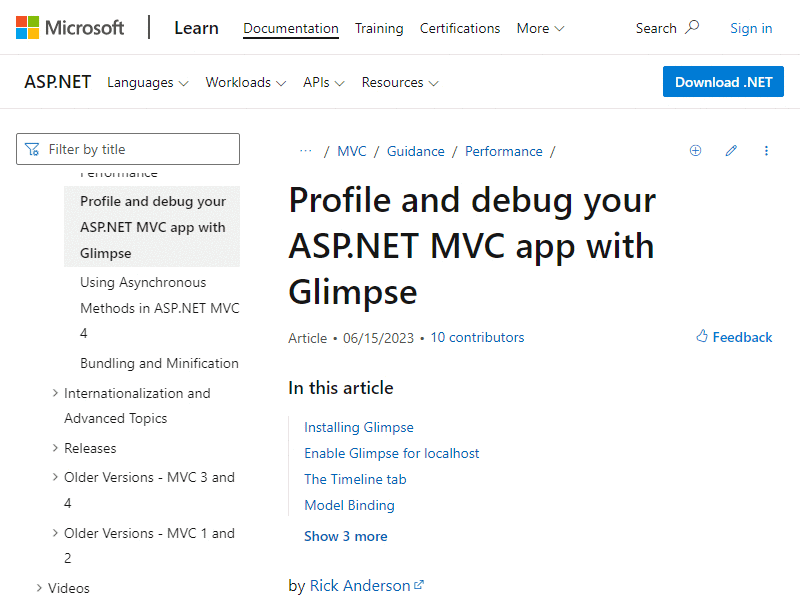 Microsoft
Learn
Documentation
Training
Certifications
More
Search
Sign in
ASP.NET
Languages
Workloads
APIs
Resources
Download .NET
Filter by title
Performance
Profile and debug your
ASP.NET MVC app with
Glimpse
Using Asynchronous
Methods in ASP.NET MVC
4
Bundling and Minification
Internationalization and
Advanced Topics
Releases
Older Versions - MVC 3 and
4
Older Versions - MVC 1 and
2
Videos
... / MVC / Guidance / Performance /
Profile and debug your
ASP.NET MVC app with
Glimpse
Article • 06/15/2023 • 10 contributors
Feedback
In this article
Installing Glimpse
Enable Glimpse for localhost
The Timeline tab
Model Binding
Show 3 more
by Rick Anderson